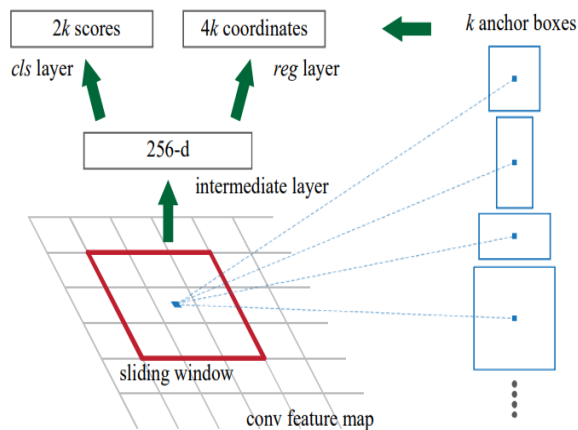 2k scores
4k coordinates
k anchor boxes
cls layer
reg layer
256-d
intermediate layer
sliding window
conv feature map